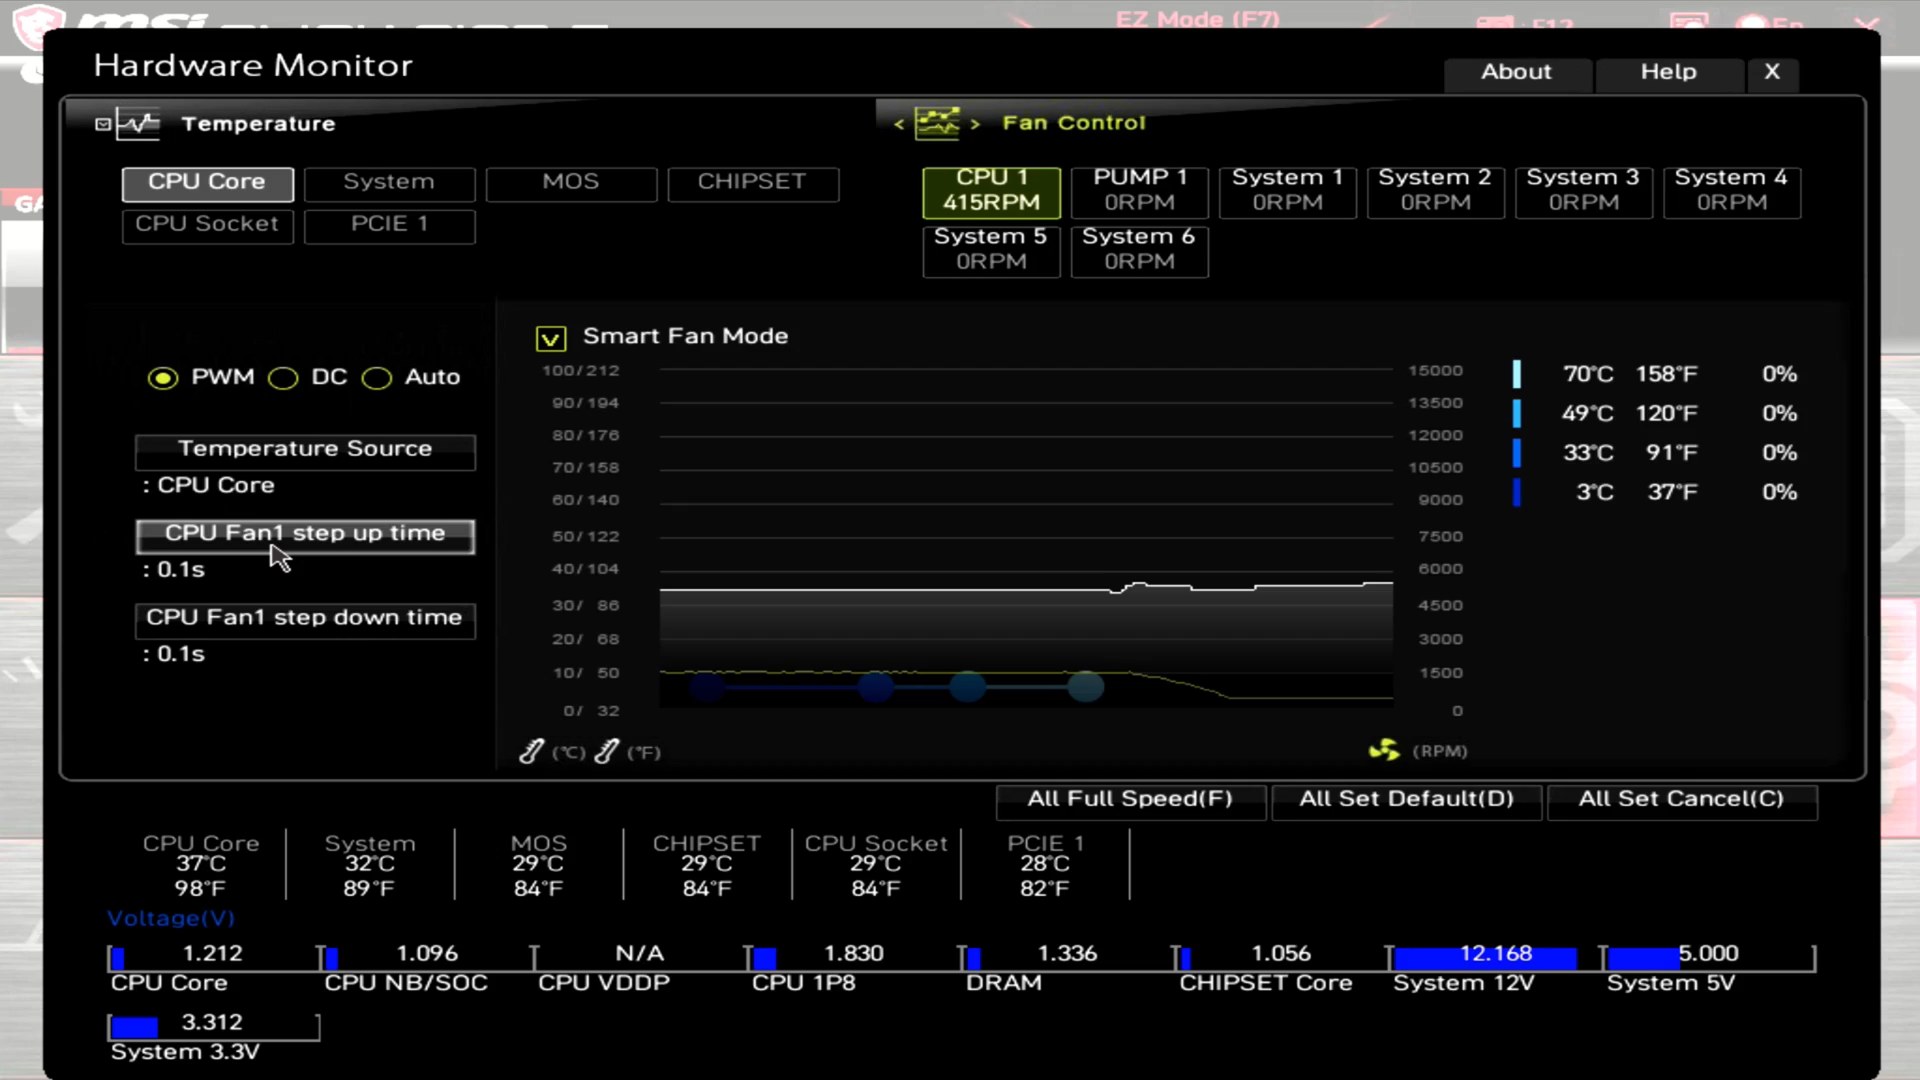 msi
EZ Mode (F7)
: F12
En
Hardware Monitor
About
Help
X
Temperature
< > Fan Control
CPU Core
System
MOS
CHIPSET
CPU Socket
PCIE 1
CPU 1
415RPM
PUMP 1
0RPM
System 1
0RPM
System 2
0RPM
System 3
0RPM
System 4
0RPM
System 5
0RPM
System 6
0RPM
PWM
DC
Auto
Temperature Source
: CPU Core
CPU Fan1 step up time
: 0.1s
CPU Fan1 step down time
: 0.1s
Smart Fan Mode
100/212
90/194
80/176
70/158
60/140
50/122
40/104
30/ 86
20/ 68
10/ 50
0/ 32
15000
13500
12000
10500
9000
7500
6000
4500
3000
1500
0
(°C)
(°F)
(RPM)
70°C 158°F 0%
49°C 120°F 0%
33°C 91°F 0%
3°C 37°F 0%
All Full Speed(F)
All Set Default(D)
All Set Cancel(C)
CPU Core
37°C
98°F
System
32°C
89°F
MOS
29°C
84°F
CHIPSET
29°C
84°F
CPU Socket
29°C
84°F
PCIE 1
28°C
82°F
Voltage(V)
1.212
CPU Core
1.096
CPU NB/SOC
N/A
CPU VDDP
1.830
CPU 1P8
1.336
DRAM
1.056
CHIPSET Core
12.168
System 12V
5.000
System 5V
3.312
System 3.3V